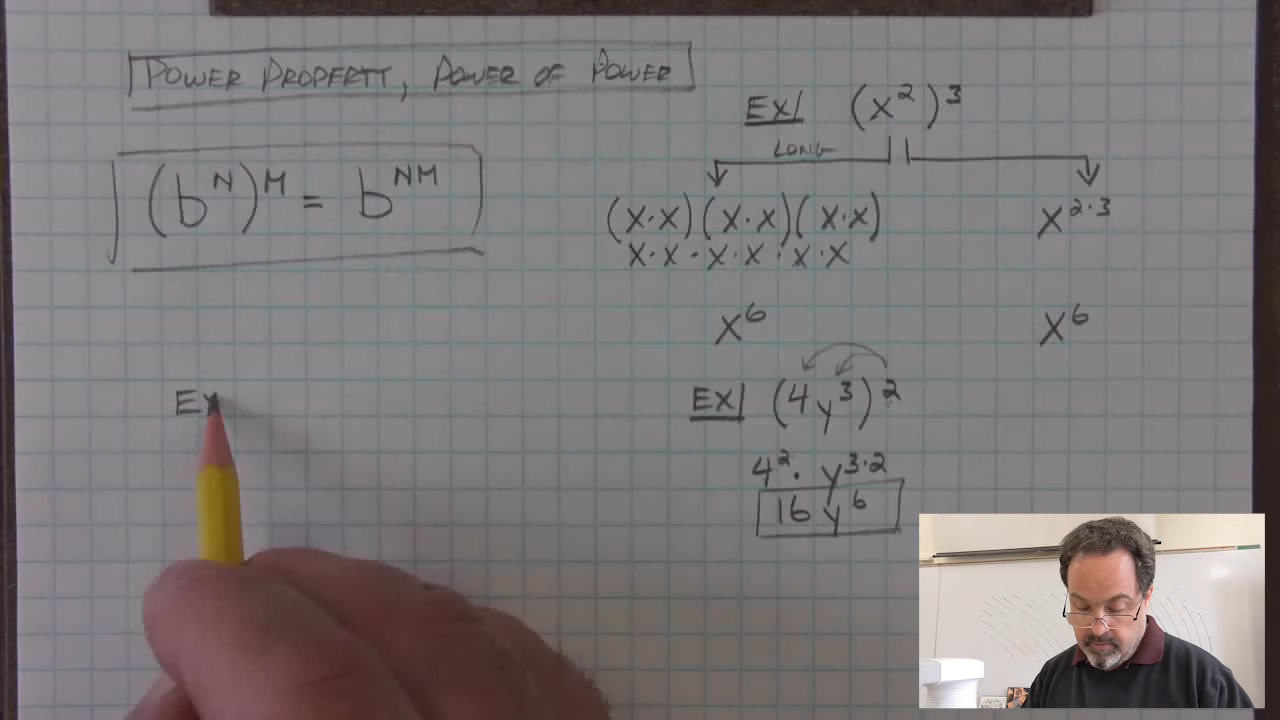 POWER PROPERTY, POWER OF POWER
(b^N)^M = b^NM
EX/ (x^2)^3
LONG
(x·x)(x·x)(x·x) x^2·3
x·x·x·x·x·x
x^6 x^6
EX/ (4y^3)^2
4^2· y^3·2
16y^6
Ex